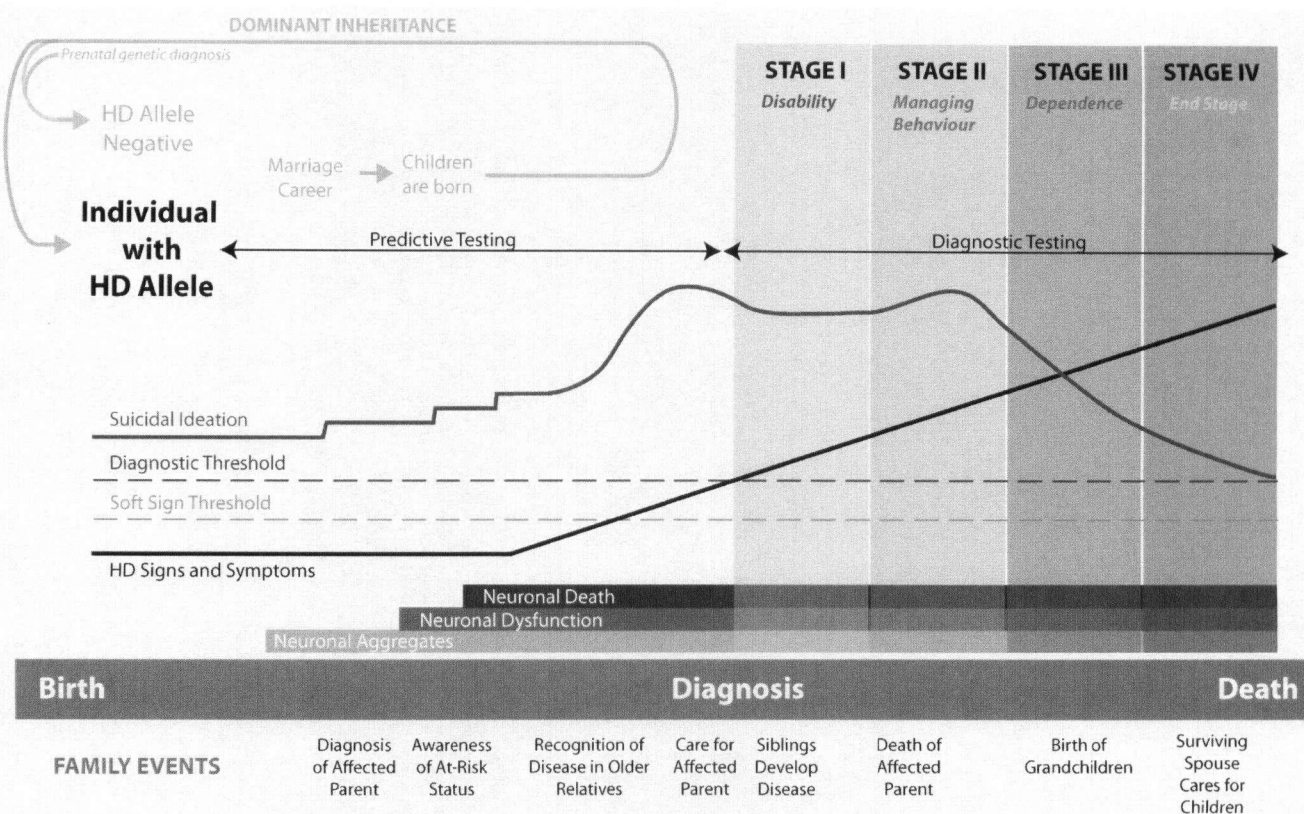 DOMINANT INHERITANCE
Prenatal genetic diagnosis
HD Allele
Negative
Marriage
Career
Children
are born
Individual
with
HD Allele
STAGE I
Disability
STAGE II
Managing
Behaviour
STAGE III
Dependence
STAGE IV
End Stage
Predictive Testing
Diagnostic Testing
Suicidal Ideation
Diagnostic Threshold
Soft Sign Threshold
HD Signs and Symptoms
Neuronal Death
Neuronal Dysfunction
Neuronal Aggregates
Birth
Diagnosis
Death
FAMILY EVENTS
Diagnosis
of Affected
Parent
Awareness
of At-Risk
Status
Recognition of
Disease in Older
Relatives
Care for
Affected
Parent
Siblings
Develop
Disease
Death of
Affected
Parent
Birth of
Grandchildren
Surviving
Spouse
Cares for
Children